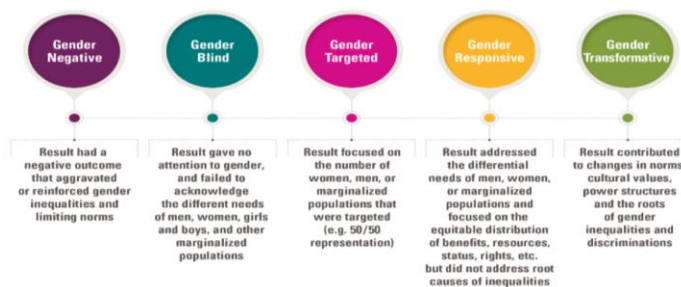 Gender
Negative
Gender
Blind
Gender
Targeted
Gender
Responsive
Gender
Transformative
Result had a
negative outcome
that aggravated
or reinforced gender
inequalities and
limiting norms
Result gave no
attention to gender,
and failed to
acknowledge
the different needs
of men, women, girls
and boys, and other
marginalized
populations
Result focused on
the number of
women, men, or
marginalized
populations that
were targeted
(e.g. 50/50
representation)
Result addressed
the differential
needs of men, women,
or marginalized
populations and
focused on the
equitable distribution
of benefits, resources,
status, rights, etc.
but did not address root
causes of inequalities
Result contributed
to changes in norms,
cultural values,
power structures
and the roots
of gender
inequalities and
discriminations